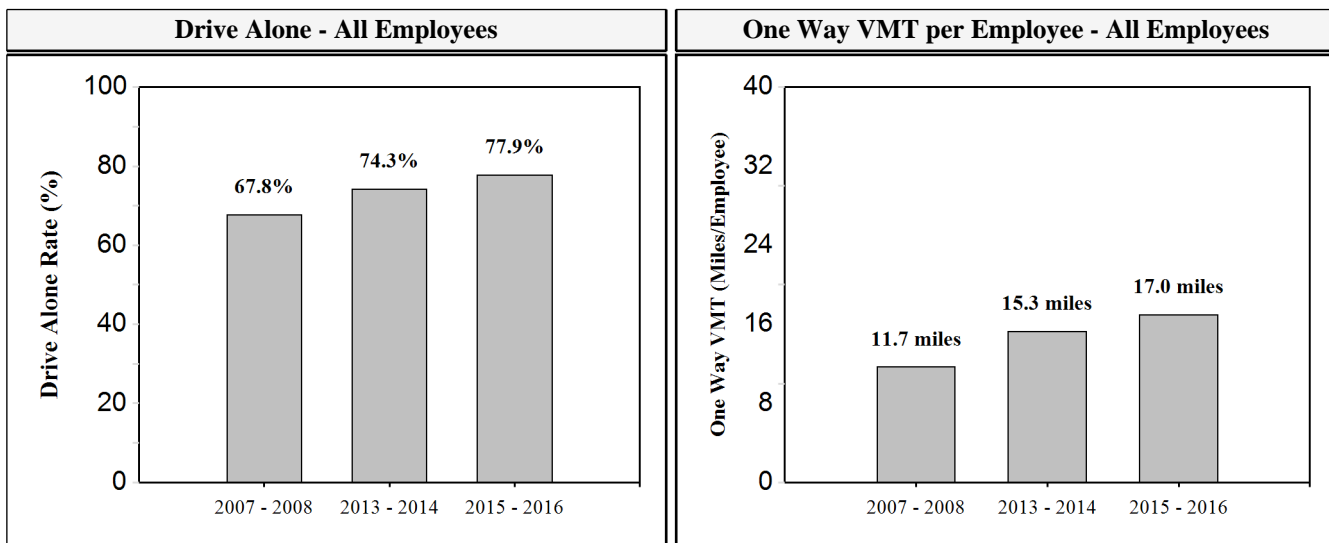 Drive Alone - All Employees
One Way VMT per Employee - All Employees
Drive Alone Rate (%)
100
80
60
40
20
0
67.8%
74.3%
77.9%
2007 - 2008
2013 - 2014
2015 - 2016
One Way VMT (Miles/Employee)
40
32
24
16
8
0
11.7 miles
15.3 miles
17.0 miles
2007 - 2008
2013 - 2014
2015 - 2016